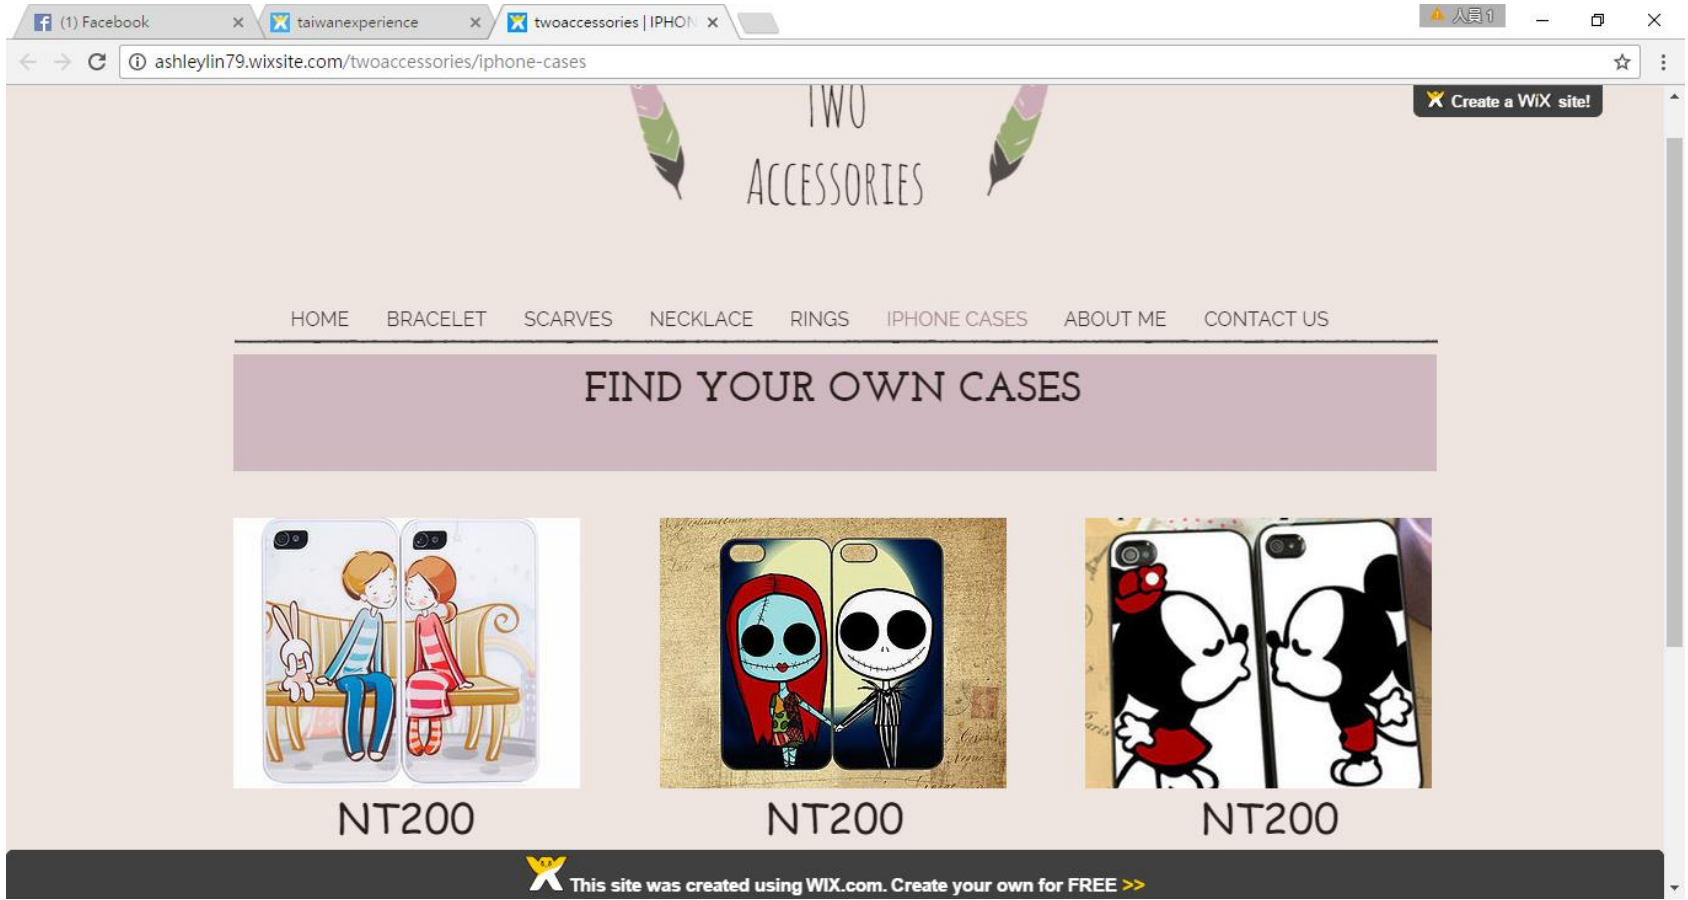 (1) Facebook
taiwanexperience
twoaccessories | IPHON
人員 1
ashleylin79.wixsite.com/twoaccessories/iphone-cases
Create a WiX site!
TWO
ACCESSORIES
HOME BRACELET SCARVES NECKLACE RINGS IPHONE CASES ABOUT ME CONTACT US
FIND YOUR OWN CASES
NT200 NT200 NT200
This site was created using WIX.com. Create your own for FREE >>